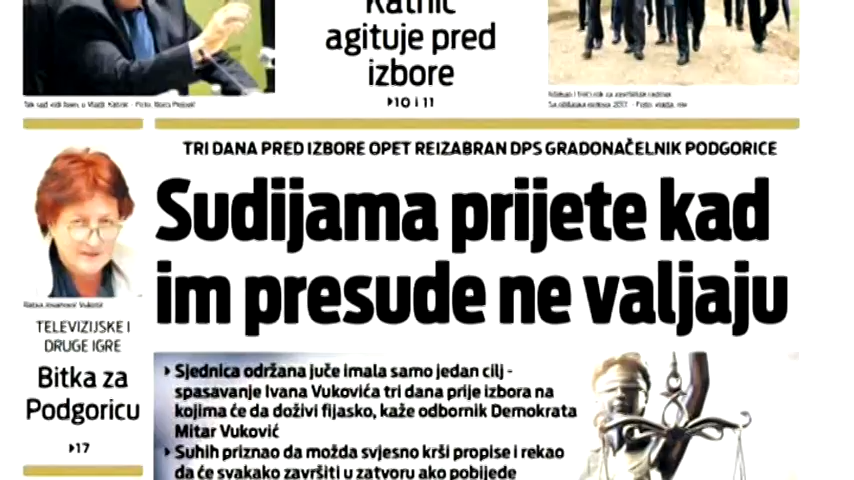 Katnić
agituje pred
izbore
10 i 11
TRI DANA PRED IZBORE OPET REIZABRAN DPS GRADONAČELNIK PODGORICE
Sudijama prijete kad
im presude ne valjaju
TELEVIZIJSKE I
DRUGE IGRE
Bitka za
Podgoricu
17
Sjednica održana juče imala samo jedan cilj -
spasavanje Ivana Vukovića tri dana prije izbora na
kojima će da doživi fijasko, kaže odbornik Demokrata
Mitar Vuković
Suhih priznao da možda svjesno krši propise i rekao
da će svakako završiti u zatvoru ako pobijede